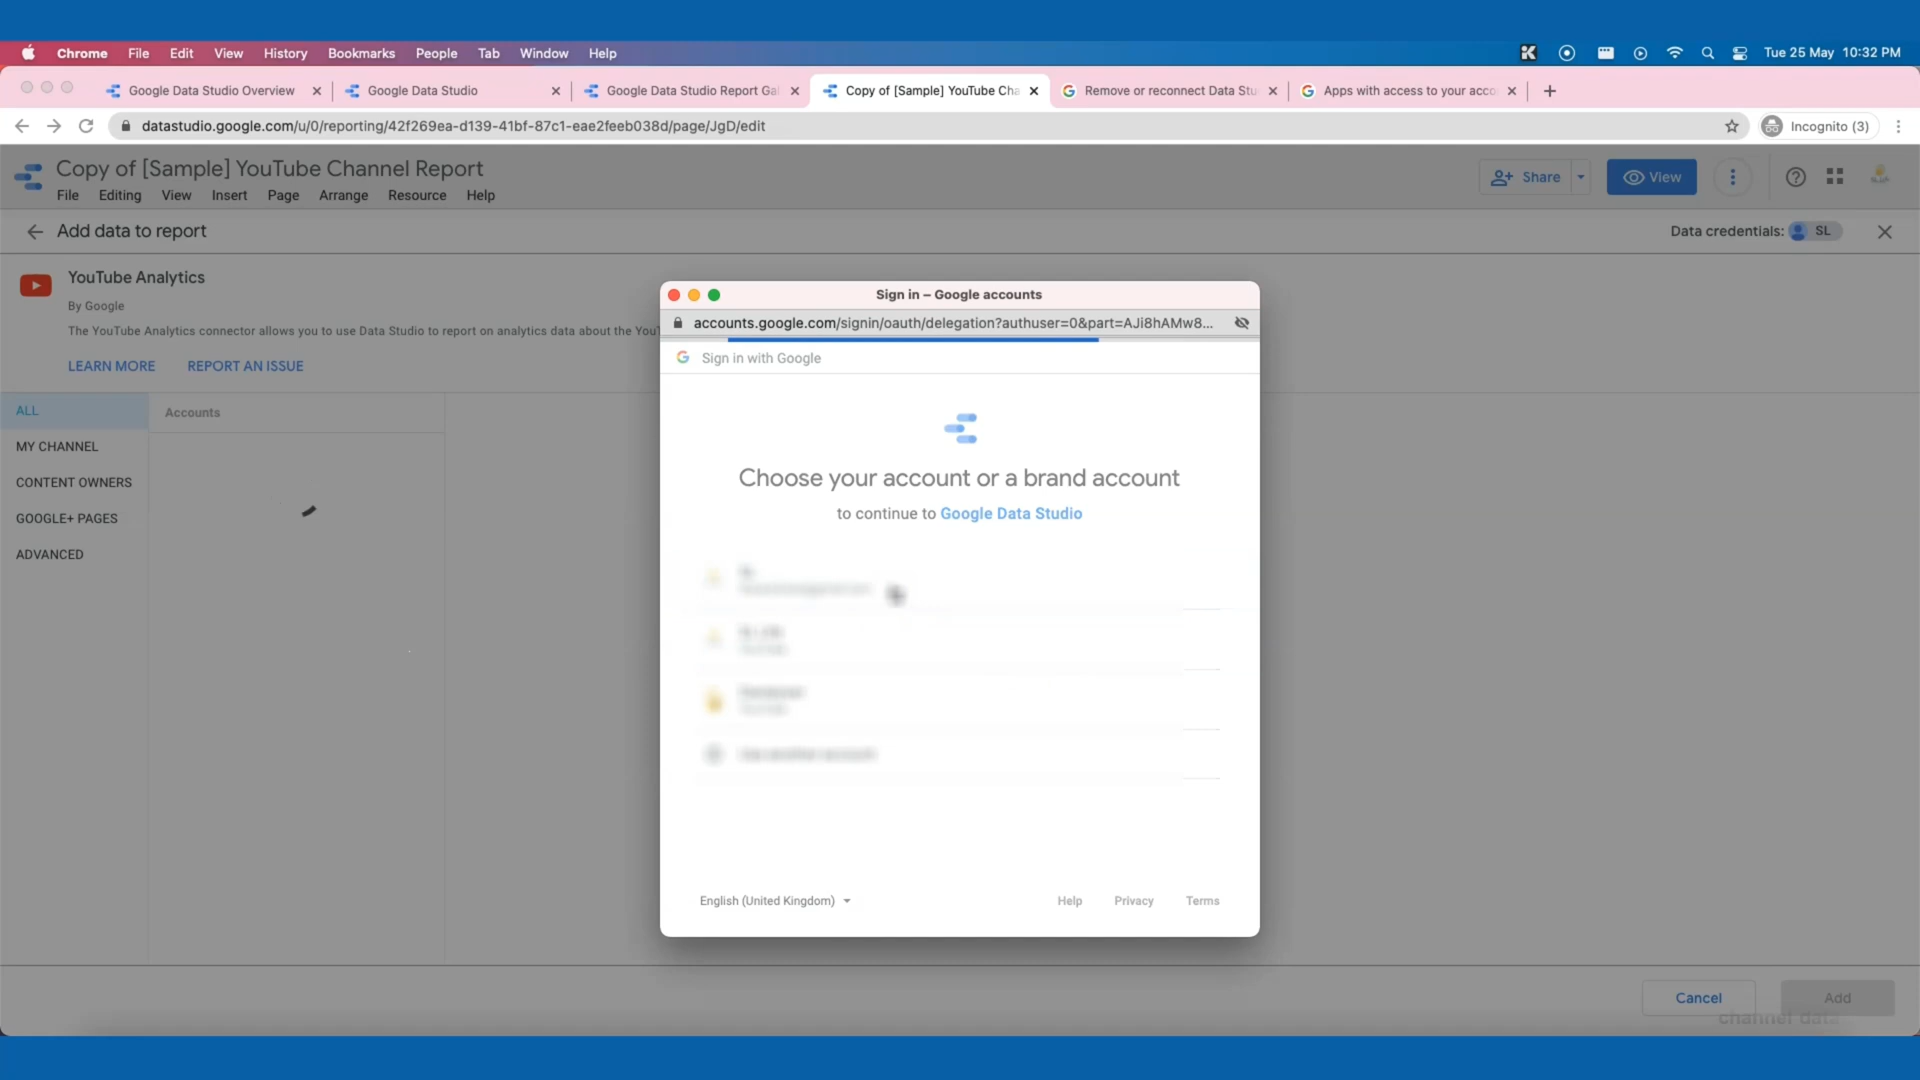 Chrome File Edit View History Bookmarks People Tab Window Help Tue 25 May 10:32 PM
Google Data Studio Overview Google Data Studio Google Data Studio Report Ga Copy of [Sample] YouTube Cha Remove or reconnect Data Stu Apps with access to your acco
datastudio.google.com/u/0/reporting/42f269ea-d139-41bf-87c1-eae2feeb038d/page/JgD/edit Incognito (3)
Copy of [Sample] YouTube Channel Report
Share View
File Editing View Insert Page Arrange Resource Help
Add data to report
Data credentials: SL
YouTube Analytics
By Google
The YouTube Analytics connector allows you to use Data Studio to report on analytics data about the You
LEARN MORE REPORT AN ISSUE
ALL
MY CHANNEL
CONTENT OWNERS
GOOGLE+ PAGES
ADVANCED
Accounts
Sign in – Google accounts
accounts.google.com/signin/oauth/delegation?authuser=0&part=AJi8hAMw8...
Sign in with Google
Choose your account or a brand account
to continue to Google Data Studio
Use another account
English (United Kingdom) Help Privacy Terms
Cancel Add
channel data